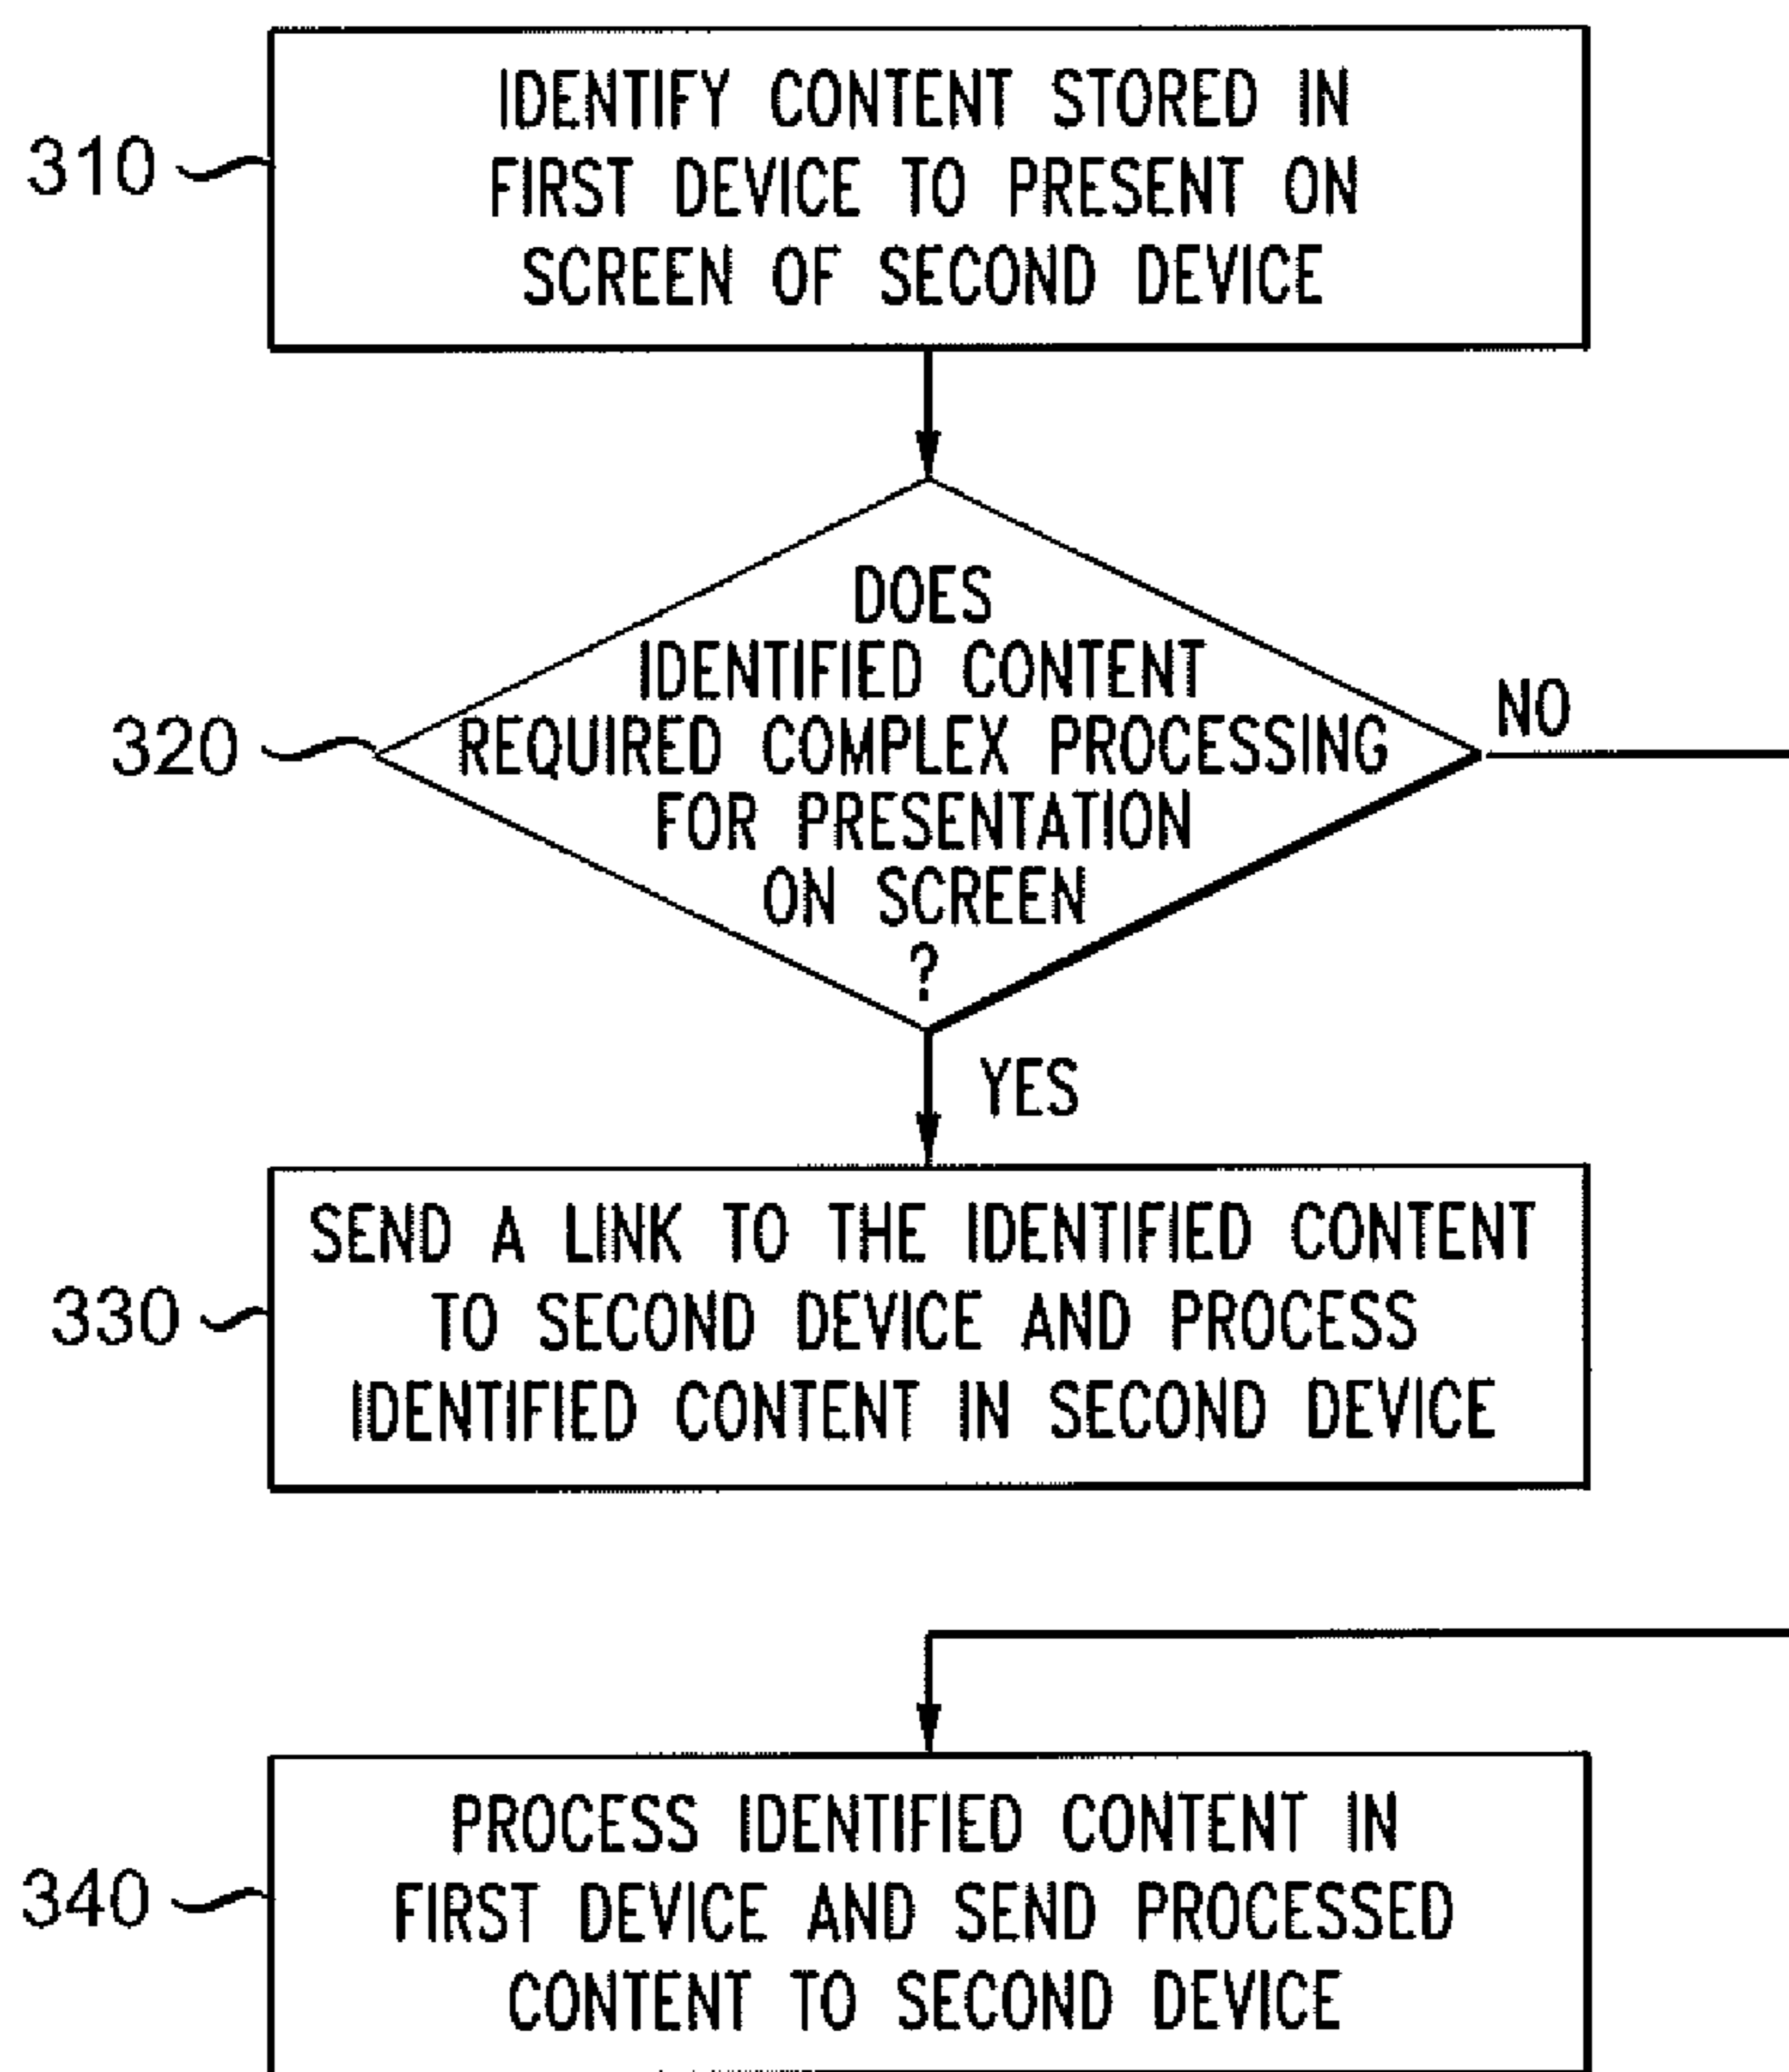 310
IDENTIFY CONTENT STORED IN
FIRST DEVICE TO PRESENT ON
SCREEN OF SECOND DEVICE
320
DOES
IDENTIFIED CONTENT
REQUIRED COMPLEX PROCESSING
FOR PRESENTATION
ON SCREEN
?
NO
YES
330
SEND A LINK TO THE IDENTIFIED CONTENT
TO SECOND DEVICE AND PROCESS
IDENTIFIED CONTENT IN SECOND DEVICE
340
PROCESS IDENTIFIED CONTENT IN
FIRST DEVICE AND SEND PROCESSED
CONTENT TO SECOND DEVICE